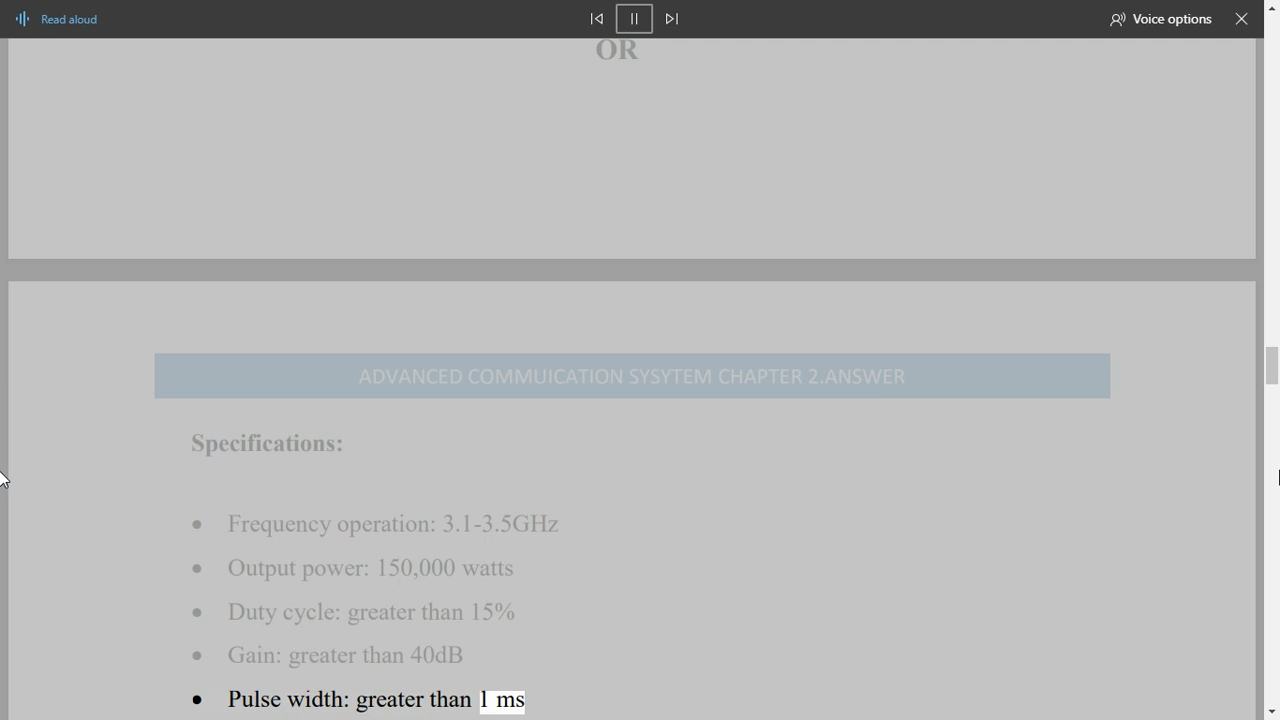 Read aloud
Voice options
OR
ADVANCED COMMUICATION SYSYTEM CHAPTER 2.ANSWER
Specifications:
• Frequency operation: 3.1-3.5GHz
• Output power: 150,000 watts
• Duty cycle: greater than 15%
• Gain: greater than 40dB
• Pulse width: greater than 1 ms